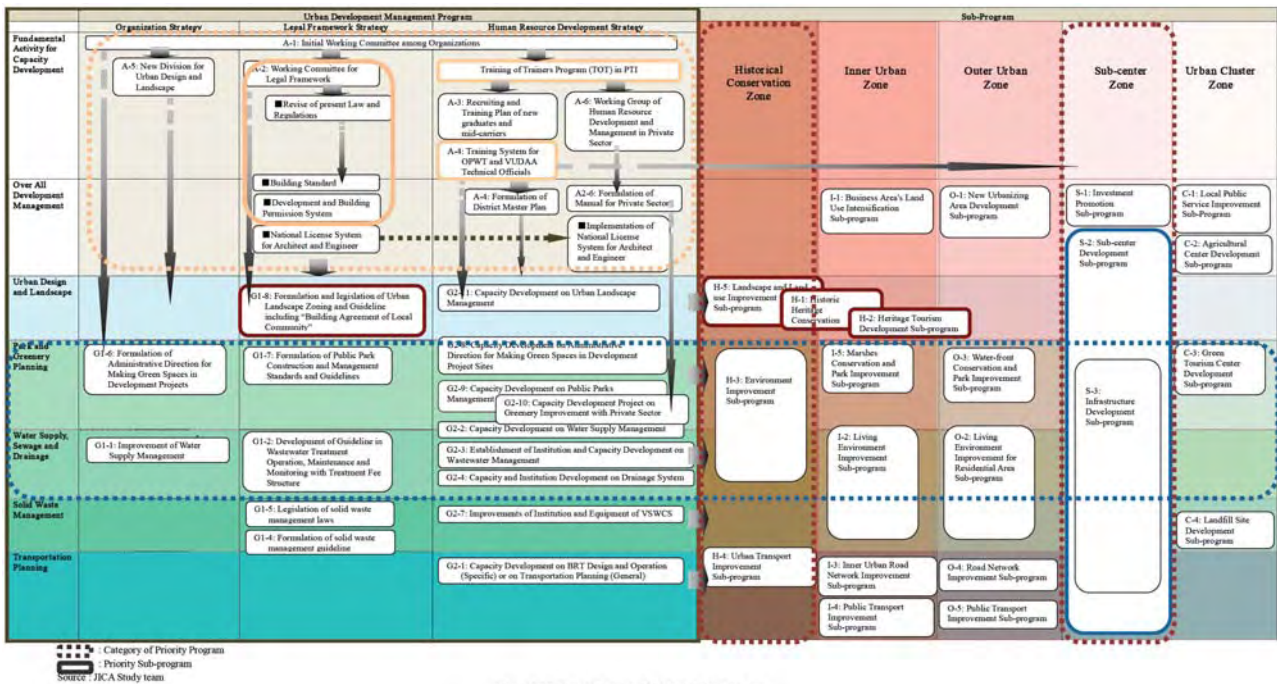 Urban Development Management Program
Sub-Program
Organization Strategy
Legal Framework Strategy
Human Resource Development Strategy
Fundamental
Activity for
Capacity
Development
A-1: Initial Working Committee among Organizations
A-5: New Division for
Urban Design and
Landscape
A-2: Working Committee for
Legal Framework
■Revise of present Law and
Regulations
Training of Trainers Program (TOT) in PTI
A-3: Recruiting and
Training Plan of new
graduates and
mid-carriers
A-6: Working Group of
Human Resource
Development and
Management in Private
Sector
A-4: Training System for
OPWT and VUDAA
Technical Officials
Historical
Conservation
Zone
Inner Urban
Zone
Outer Urban
Zone
Sub-center
Zone
Urban Cluster
Zone
Over All
Development
Management
■Building Standard
■Development and Building
Permission System
■National License System
for Architect and Engineer
A-4: Formulation of
District Master Plan
A2-6: Formulation of
Manual for Private Sector
■Implementation of
National License
System for Architect
and Engineer
I-1: Business Area's Land
Use Intensification
Sub-program
O-1: New Urbanizing
Area Development
Sub-program
S-1: Investment
Promotion
Sub-program
C-1: Local Public
Service Improvement
Sub-Program
S-2: Sub-center
Development
Sub-program
C-2: Agricultural
Center Development
Sub-program
Urban Design
and Landscape
G1-8: Formulation and legislation of Urban
Landscape Zoning and Guideline
including "Building Agreement of Local
Community"
Capacity Development on Urban Landscape
Management
H-5: Landscape and Land
use Improvement
Sub-program
H-1: Historic
Heritage
Conservation
H-2: Heritage Tourism
Development Sub-program
Park and
Greenery
Planning
G1-6: Formulation of
Administrative Direction for
Making Green Spaces in
Development Projects
G1-7: Formulation of Public Park
Construction and Management
Standards and Guidelines
Capacity Development on Administrative
Direction for Making Green Spaces in Development
Project Sites
G2-9: Capacity Development on Public Parks
Management
G2-10: Capacity Development Project on
Greenery Improvement with Private Sector
H-3: Environment
Improvement
Sub-program
I-5: Marshes
Conservation and
Park Improvement
Sub-program
O-3: Water-front
Conservation and
Park Improvement
Sub-program
S-3:
Infrastructure
Development
Sub-program
C-3: Green
Tourism Center
Development
Sub-program
Water Supply,
Sewage and
Drainage
G1-1: Improvement of Water
Supply Management
G1-2: Development of Guideline in
Wastewater Treatment
Operation, Maintenance and
Monitoring with Treatment Fee
Structure
G2-2: Capacity Development on Water Supply Management
G2-3: Establishment of Institution and Capacity Development on
Wastewater Management
G2-4: Capacity and Institution Development on Drainage System
I-2: Living
Environment
Improvement
Sub-program
O-2: Living
Environment
Improvement for
Residential Area
Sub-program
Solid Waste
Management
G1-5: Legislation of solid waste
management laws
G1-4: Formulation of solid waste
management guideline
G2-7: Improvements of Institution and Equipment of VSWCS
C-4: Landfill Site
Development
Sub-program
Transportation
Planning
G2-1: Capacity Development on BRT Design and Operation
(Specific) or on Transportation Planning (General)
H-4: Urban Transport
Improvement
Sub-program
I-3: Inner Urban Road
Network Improvement
Sub-program
I-4: Public Transport
Improvement
Sub-program
O-4: Road Network
Improvement Sub-program
O-5: Public Transport
Improvement Sub-program
: Category of Priority Program
: Priority Sub-program
Source : JICA Study team